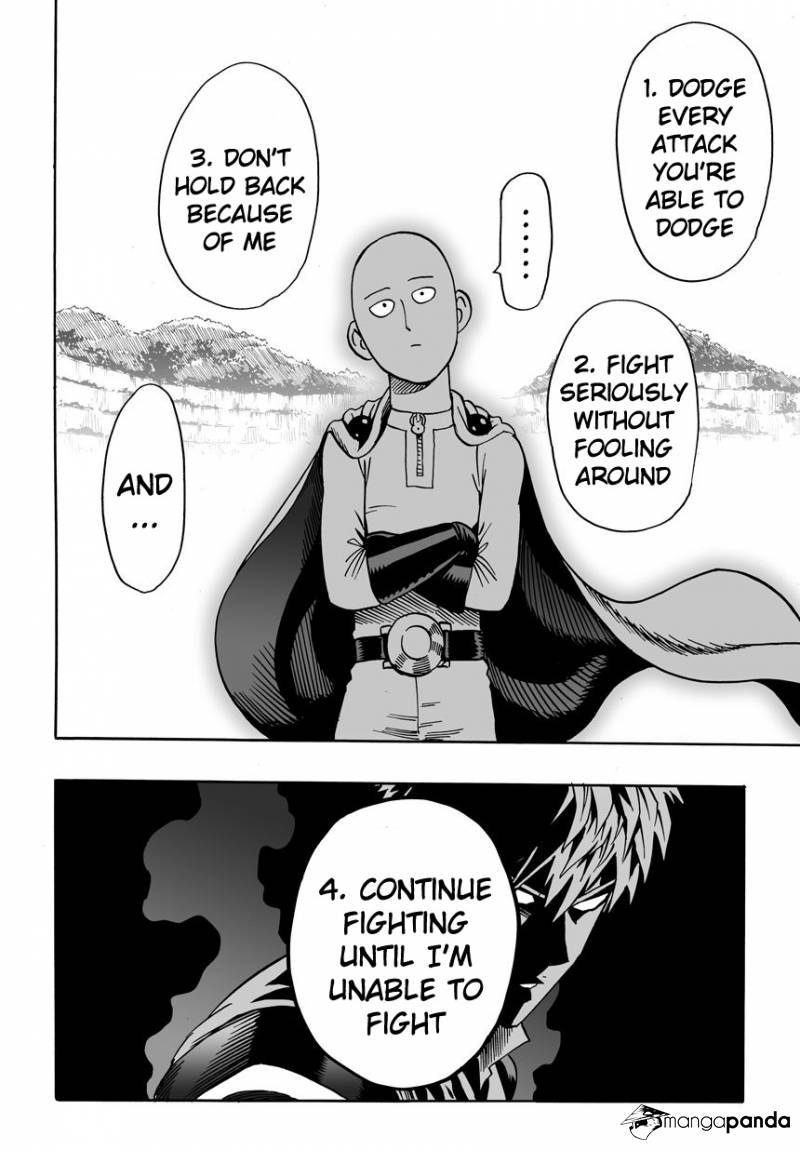 1. DODGE
EVERY
ATTACK
YOU'RE
ABLE TO
DODGE
2. FIGHT
SERIOUSLY
WITHOUT
FOOLING
AROUND
.......
3. DON'T
HOLD BACK
BECAUSE
OF ME
AND
...
4. CONTINUE
FIGHTING
UNTIL I'M
UNABLE TO
FIGHT
mangapanda